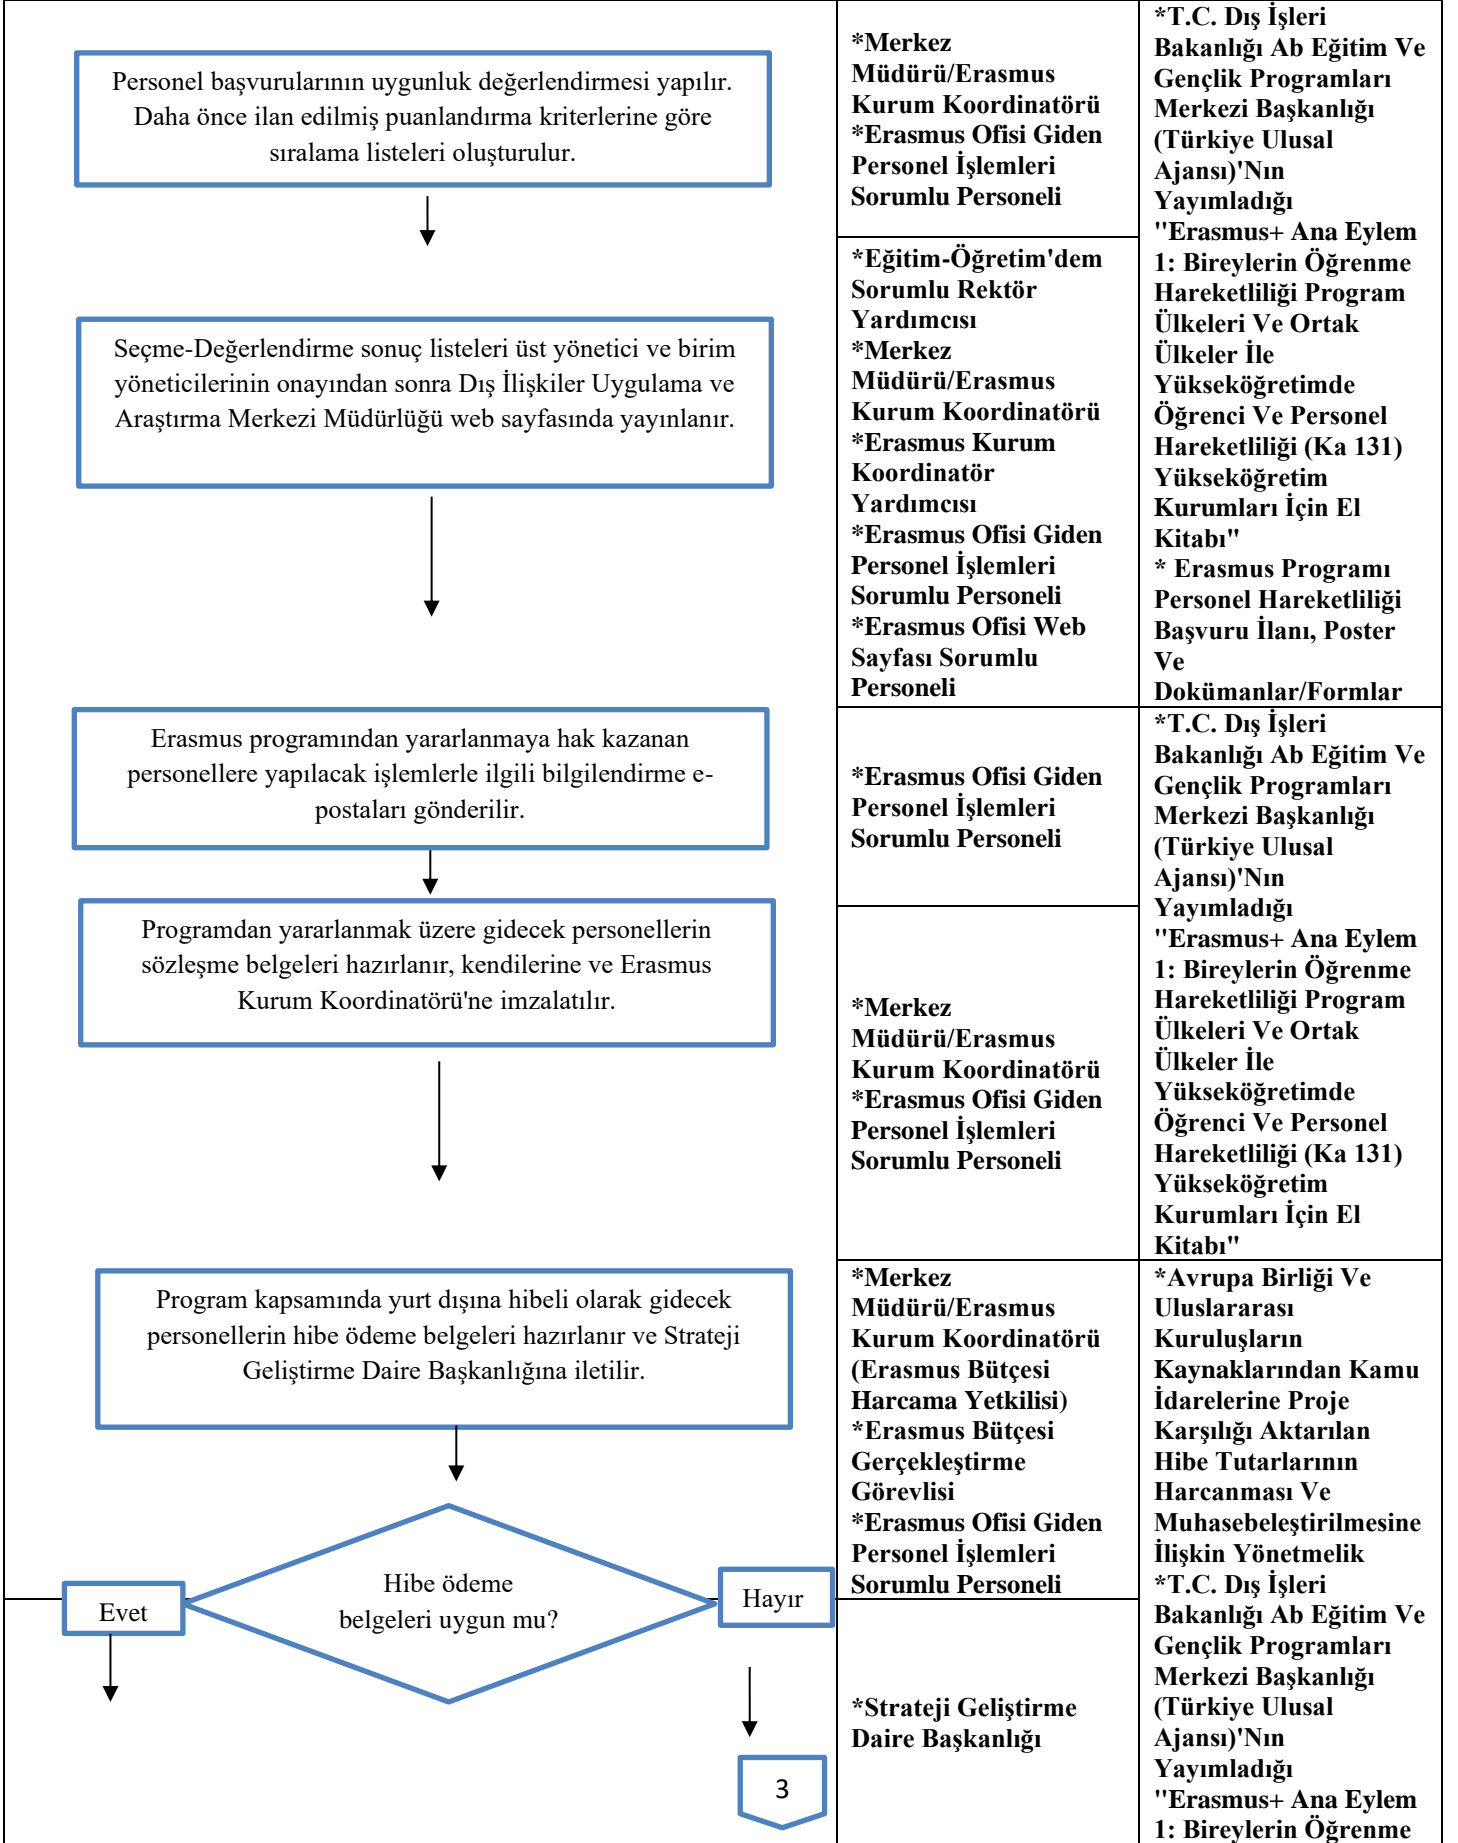 Personel başvurularının uygunluk değerlendirmesi yapılır.
Daha önce ilan edilmiş puanlandırma kriterlerine göre
sıralama listeleri oluşturulur.
Seçme-Değerlendirme sonuç listeleri üst yönetici ve birim
yöneticilerinin onayından sonra Dış İlişkiler Uygulama ve
Araştırma Merkezi Müdürlüğü web sayfasında yayınlanır.
Erasmus programından yararlanmaya hak kazanan
personellere yapılacak işlemlerle ilgili bilgilendirme e-
postaları gönderilir.
Programdan yararlanmak üzere gidecek personellerin
sözleşme belgeleri hazırlanır, kendilerine ve Erasmus
Kurum Koordinatörü'ne imzalatılır.
Program kapsamında yurt dışına hibeli olarak gidecek
personellerin hibe ödeme belgeleri hazırlanır ve Strateji
Geliştirme Daire Başkanlığına iletilir.
Hibe ödeme
belgeleri uygun mu?
Evet
Hayır
3
*Merkez
Müdürü/Erasmus
Kurum Koordinatörü
*Erasmus Ofisi Giden
Personel İşlemleri
Sorumlu Personeli
*Eğitim-Öğretim'dem
Sorumlu Rektör
Yardımcısı
*Merkez
Müdürü/Erasmus
Kurum Koordinatörü
*Erasmus Kurum
Koordinatör
Yardımcısı
*Erasmus Ofisi Giden
Personel İşlemleri
Sorumlu Personeli
*Erasmus Ofisi Web
Sayfası Sorumlu
Personeli
*Erasmus Ofisi Giden
Personel İşlemleri
Sorumlu Personeli
*Merkez
Müdürü/Erasmus
Kurum Koordinatörü
*Erasmus Ofisi Giden
Personel İşlemleri
Sorumlu Personeli
*Merkez
Müdürü/Erasmus
Kurum Koordinatörü
(Erasmus Bütçesi
Harcama Yetkilisi)
*Erasmus Bütçesi
Gerçekleştirme
Görevlisi
*Erasmus Ofisi Giden
Personel İşlemleri
Sorumlu Personeli
*Strateji Geliştirme
Daire Başkanlığı
*T.C. Dış İşleri
Bakanlığı Ab Eğitim Ve
Gençlik Programları
Merkezi Başkanlığı
(Türkiye Ulusal
Ajansı)'Nın
Yayımladığı
"Erasmus+ Ana Eylem
1: Bireylerin Öğrenme
Hareketliliği Program
Ülkeleri Ve Ortak
Ülkeler İle
Yükseköğretimde
Öğrenci Ve Personel
Hareketliliği (Ka 131)
Yükseköğretim
Kurumları İçin El
Kitabı"
* Erasmus Programı
Personel Hareketliliği
Başvuru İlanı, Poster
Ve
Dokümanlar/Formlar
*T.C. Dış İşleri
Bakanlığı Ab Eğitim Ve
Gençlik Programları
Merkezi Başkanlığı
(Türkiye Ulusal
Ajansı)'Nın
Yayımladığı
"Erasmus+ Ana Eylem
1: Bireylerin Öğrenme
Hareketliliği Program
Ülkeleri Ve Ortak
Ülkeler İle
Yükseköğretimde
Öğrenci Ve Personel
Hareketliliği (Ka 131)
Yükseköğretim
Kurumları İçin El
Kitabı"
*Avrupa Birliği Ve
Uluslararası
Kuruluşların
Kaynaklarından Kamu
İdarelerine Proje
Karşılığı Aktarılan
Hibe Tutarlarının
Harcanması Ve
Muhasebeleştirilmesine
İlişkin Yönetmelik
*T.C. Dış İşleri
Bakanlığı Ab Eğitim Ve
Gençlik Programları
Merkezi Başkanlığı
(Türkiye Ulusal
Ajansı)'Nın
Yayımladığı
"Erasmus+ Ana Eylem
1: Bireylerin Öğrenme